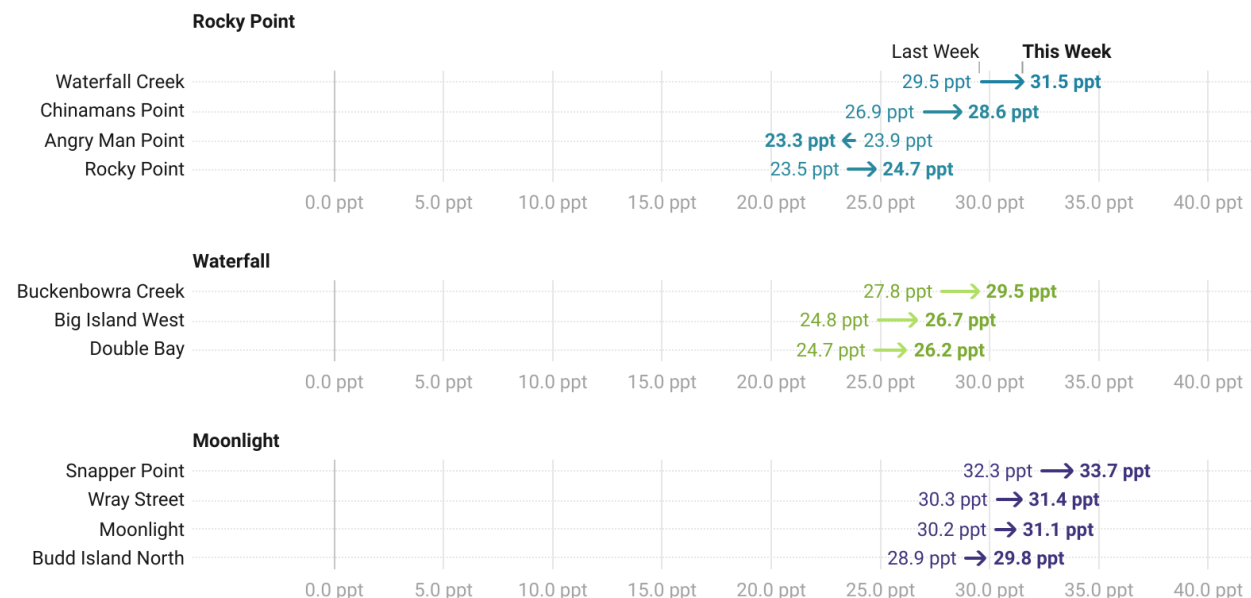 Rocky Point
Last Week This Week
Waterfall Creek 29.5 ppt 31.5 ppt
Chinamans Point 26.9 ppt 28.6 ppt
Angry Man Point 23.3 ppt 23.9 ppt
Rocky Point 23.5 ppt 24.7 ppt
0.0 ppt 5.0 ppt 10.0 ppt 15.0 ppt 20.0 ppt 25.0 ppt 30.0 ppt 35.0 ppt 40.0 ppt
Waterfall
Buckenbowra Creek 27.8 ppt 29.5 ppt
Big Island West 24.8 ppt 26.7 ppt
Double Bay 24.7 ppt 26.2 ppt
0.0 ppt 5.0 ppt 10.0 ppt 15.0 ppt 20.0 ppt 25.0 ppt 30.0 ppt 35.0 ppt 40.0 ppt
Moonlight
Snapper Point 32.3 ppt 33.7 ppt
Wray Street 30.3 ppt 31.4 ppt
Moonlight 30.2 ppt 31.1 ppt
Budd Island North 28.9 ppt 29.8 ppt
0.0 ppt 5.0 ppt 10.0 ppt 15.0 ppt 20.0 ppt 25.0 ppt 30.0 ppt 35.0 ppt 40.0 ppt